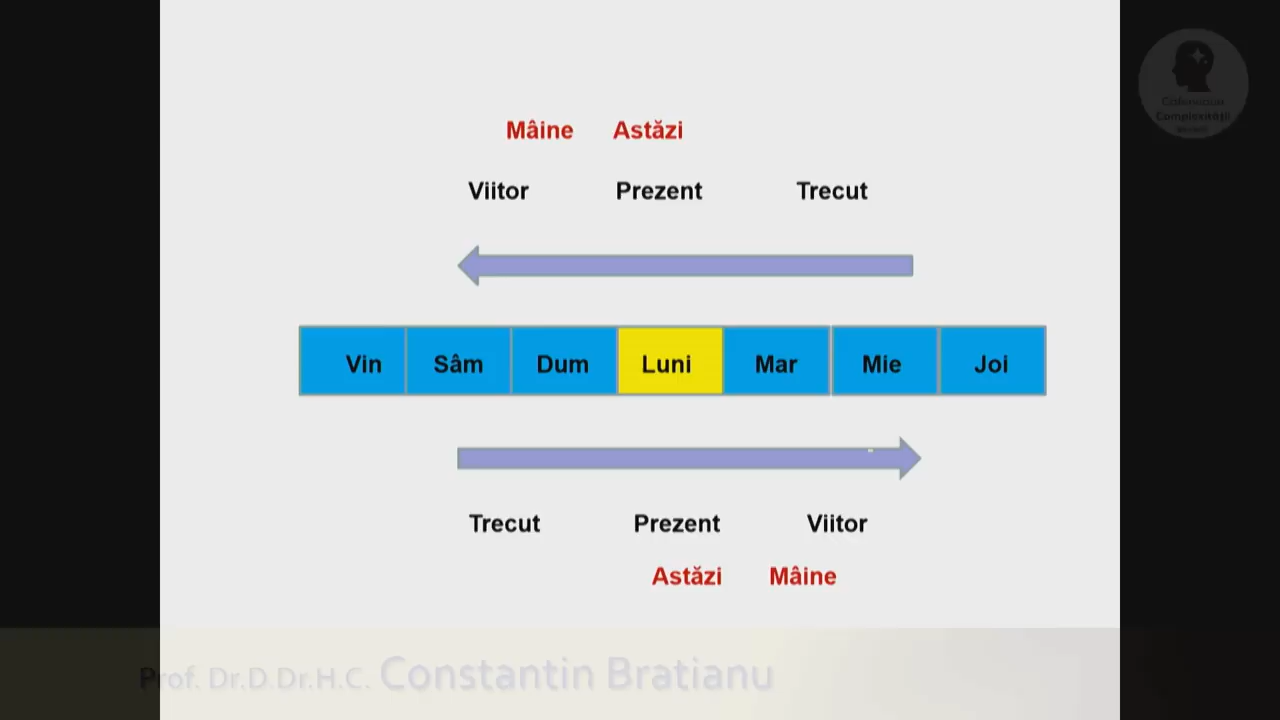 Mâine Astăzi
Viitor Prezent Trecut
Vin Sâm Dum Luni Mar Mie Joi
Trecut Prezent Viitor
Astăzi Mâine
Prof. Dr.D.Dr.H.C. Constantin Bratianu
Complexității